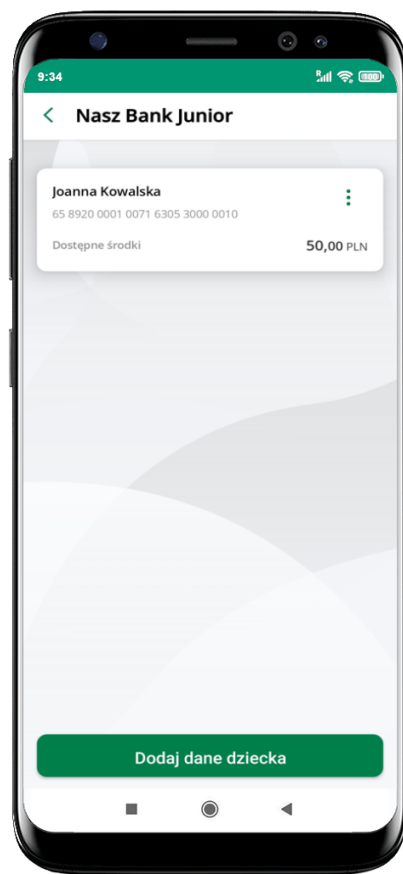 9:34
Nasz Bank Junior
Joanna Kowalska
65 8920 0001 0071 6305 3000 0010
Dostępne środki 50,00 PLN
Dodaj dane dziecka